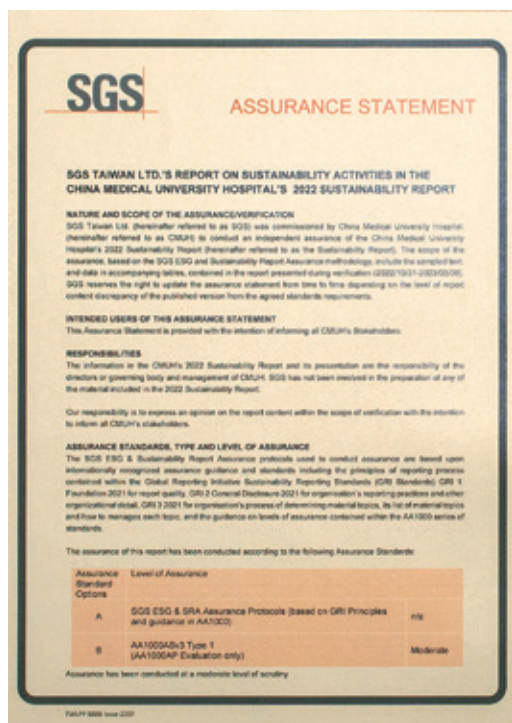 SGS
ASSURANCE STATEMENT
SGS TAIWAN LTD.'S REPORT ON SUSTAINABILITY ACTIVITIES IN THE
CHINA MEDICAL UNIVERSITY HOSPITAL'S 2022 SUSTAINABILITY REPORT
NATURE AND SCOPE OF THE ASSURANCE/VERIFICATION
SGS Taiwan Ltd. (hereinafter referred to as SGS) was commissioned by China Medical University Hospital
(hereinafter referred to as CMUH) to conduct an independent assurance of the China Medical University
Hospital's 2022 Sustainability Report (hereinafter referred to as the Sustainability Report). The scope of the
assurance, based on the SGS ESG and Sustainability Report Assurance methodology, include the sampled text,
and data in accompanying tables, contained in the report presented during verification
SGS reserves the right to update the assurance statement from time to time depending on the level of report
content discrepancy of the published version from the agreed standards requirements.
INTENDED USERS OF THIS ASSURANCE STATEMENT
This Assurance Statement is provided with the intention of informing all CMUH's Stakeholders.
RESPONSIBILITIES
The information in the CMUH's 2022 Sustainability Report and its presentation are the responsibility of the
directors or governing body and management of CMUH. SGS has not been involved in the preparation of any of
the material included in the 2022 Sustainability Report.
Our responsibility is to express an opinion on the report content within the scope of verification with the intention
to inform all CMUH's stakeholders.
ASSURANCE STANDARDS, TYPE AND LEVEL OF ASSURANCE
The SGS ESG & Sustainability Report Assurance protocols used to conduct assurance are based upon
internationally recognized assurance guidance and standards including the principles of reporting process
contained within the Global Reporting Initiative Sustainability Reporting Standards (GRI Standards) GRI 1:
Foundation 2021 for report quality, GRI 2 General Disclosure 2021 for organisation's reporting practices and other
organizational detail, GRI 3 2021 for organisation's process of determining material topics, its list of material topics
and how to manages each topic, and the guidance on levels of assurance contained within the AA1000 series of
standards.
The assurance of this report has been conducted according to the following Assurance Standards:
Assurance Standard Options Level of Assurance
A SGS ESG & SRA Assurance Protocols (based on GRI Principles and guidance in AA1000) n/a
B AA1000ASv3 Type 1 (AA1000AP Evaluation only) Moderate
Assurance has been conducted at a moderate level of scrutiny.